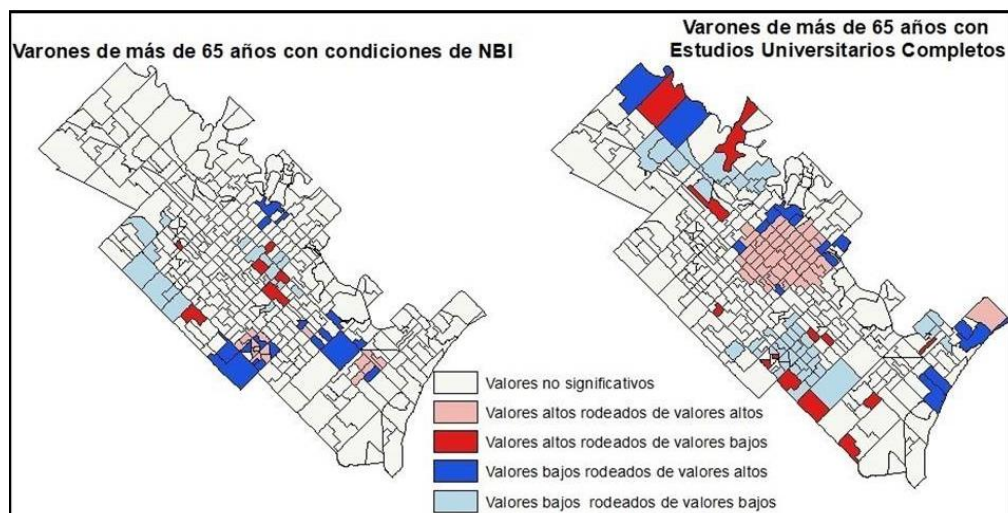 Varones de más de 65 años con condiciones de NBI
Varones de más de 65 años con
Estudios Universitarios Completos
Valores no significativos
Valores altos rodeados de valores altos
Valores altos rodeados de valores bajos
Valores bajos rodeados de valores altos
Valores bajos rodeados de valores bajos